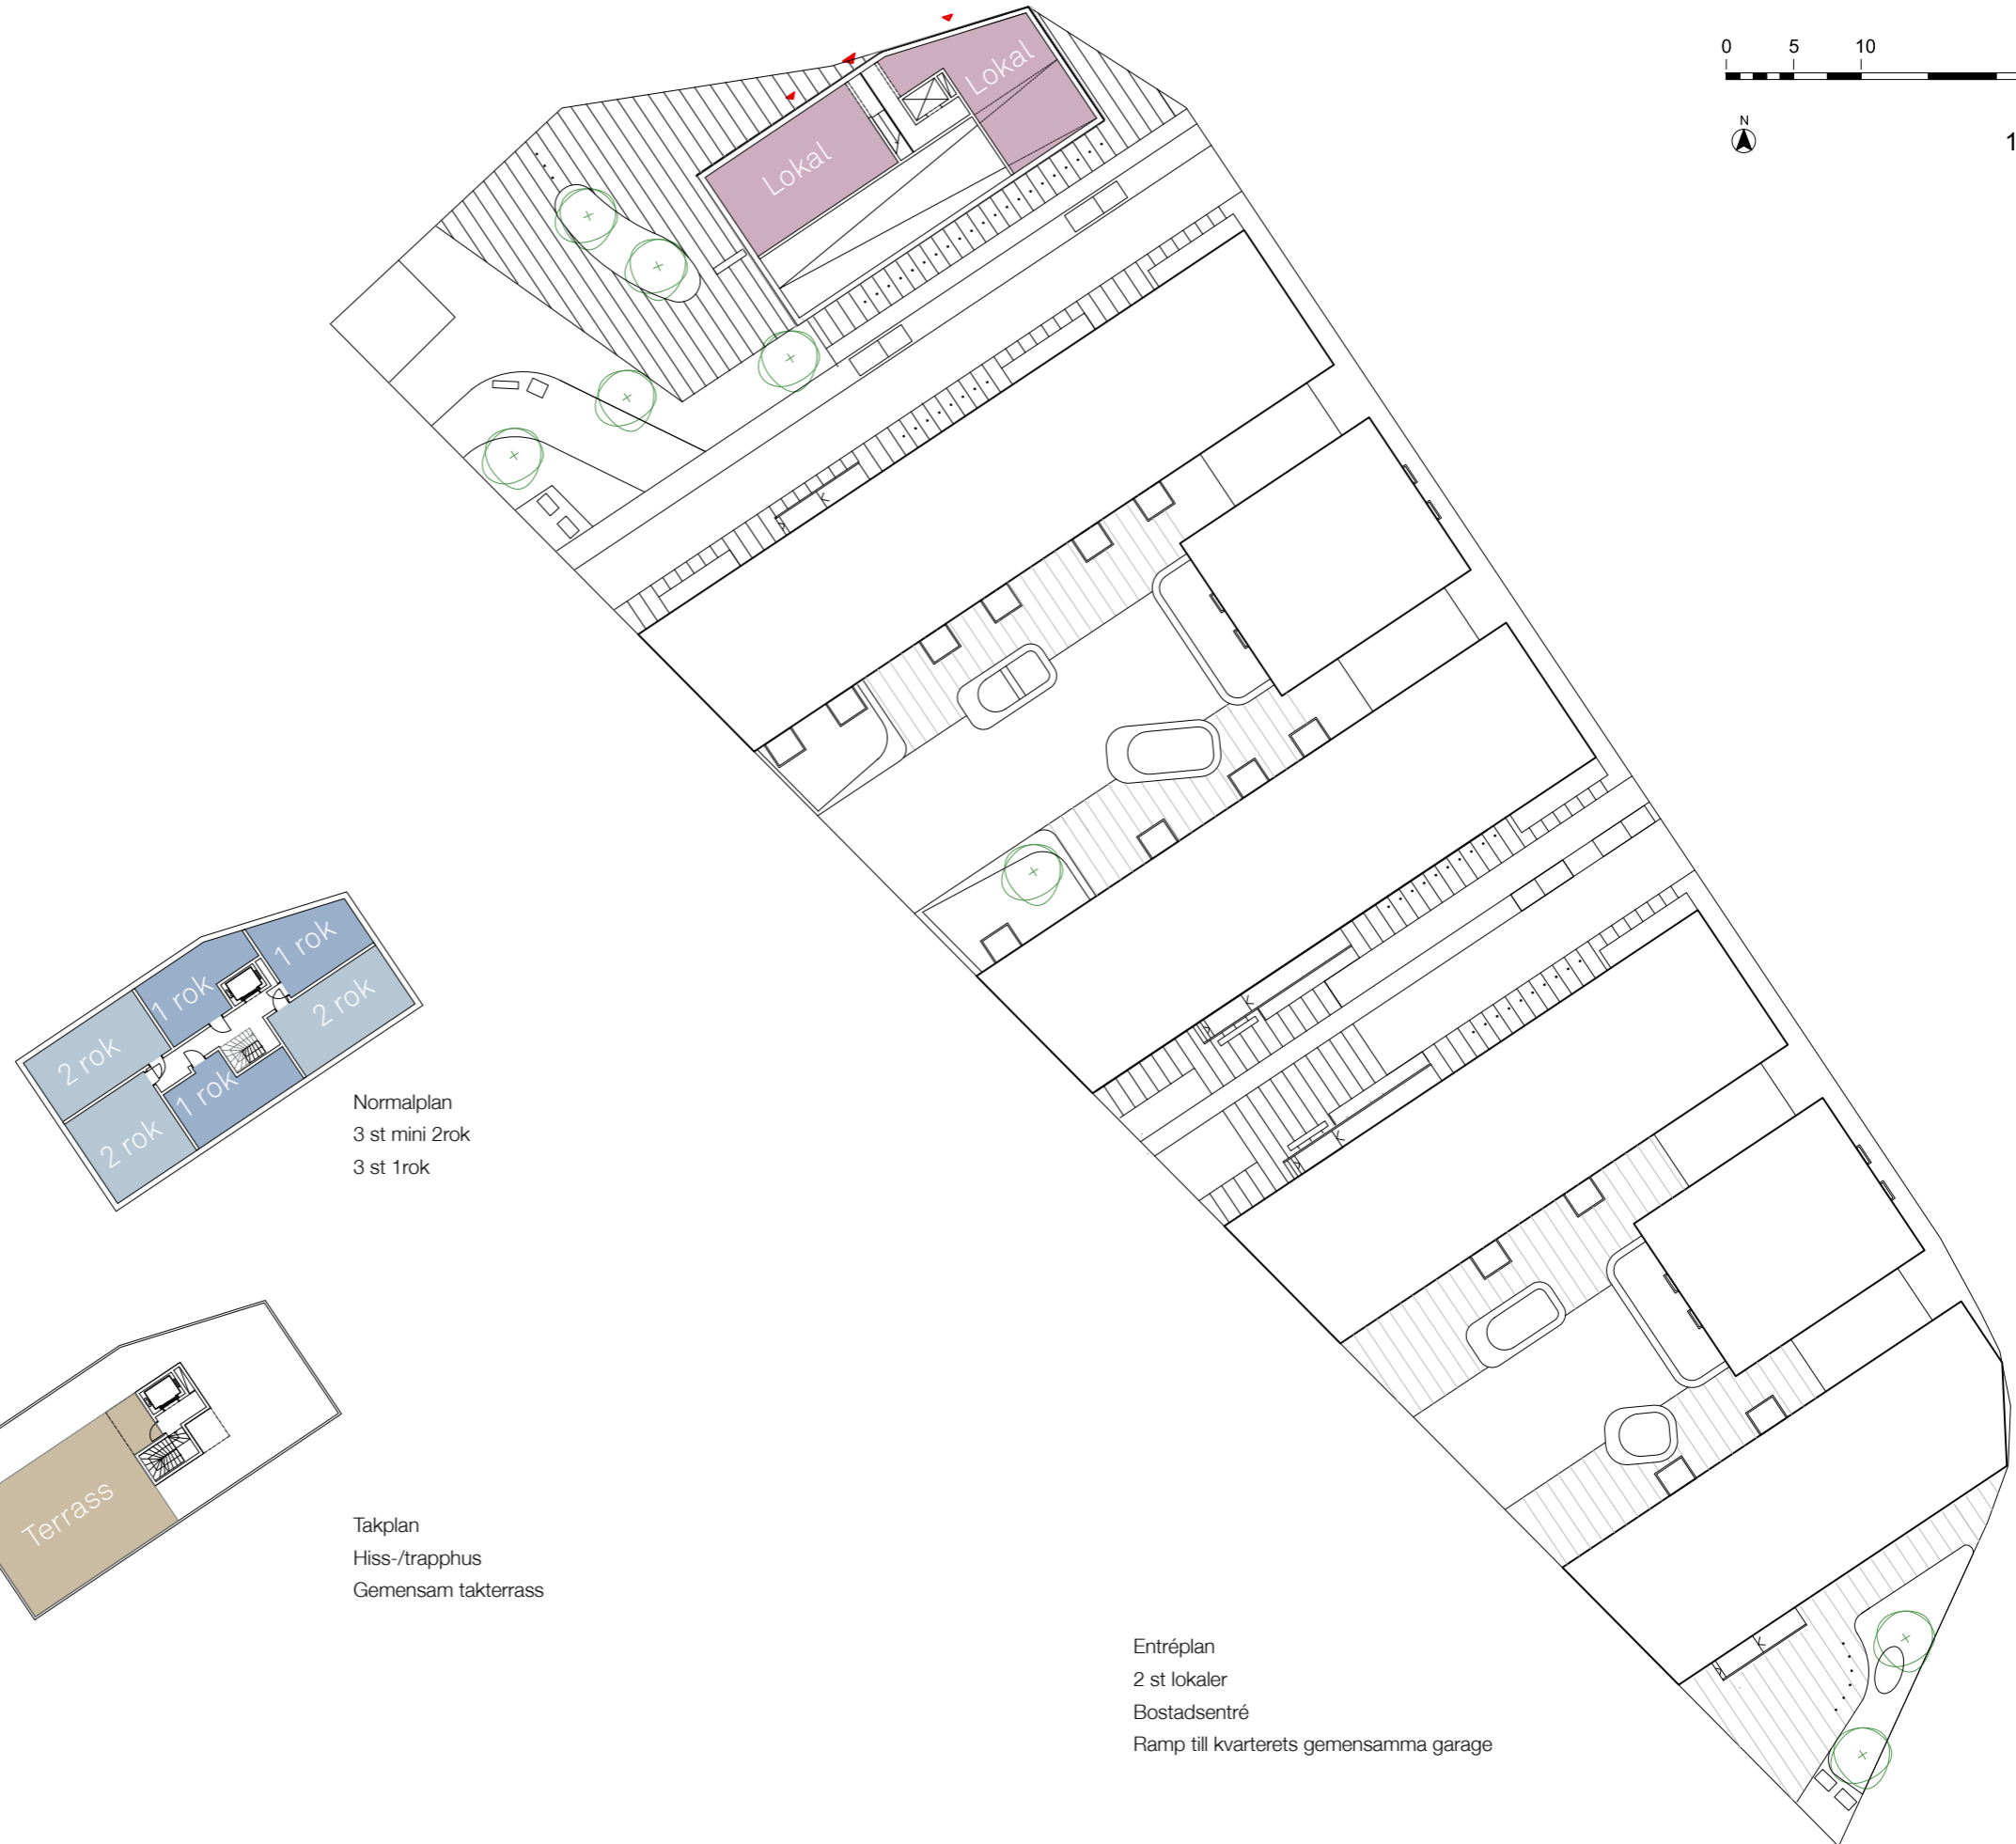 Lokal
Lokal
0 5 10
N
1
1 rok
1 rok
2 rok
2 rok
1 rok
2 rok
Normalplan
3 st mini 2rok
3 st 1rok
Terrass
Takplan
Hiss-/trapphus
Gemensam takterrass
Entréplan
2 st lokaler
Bostadsentré
Ramp till kvarterets gemensamma garage